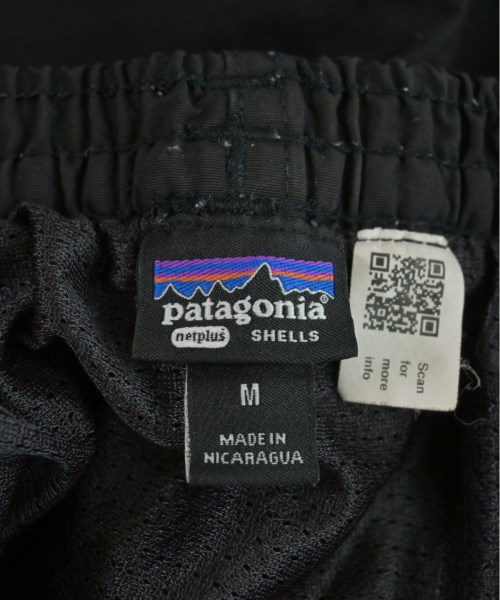 patagonia®
netplus® SHELLS
M
MADE IN
NICARAGUA
Scan
for
more
info